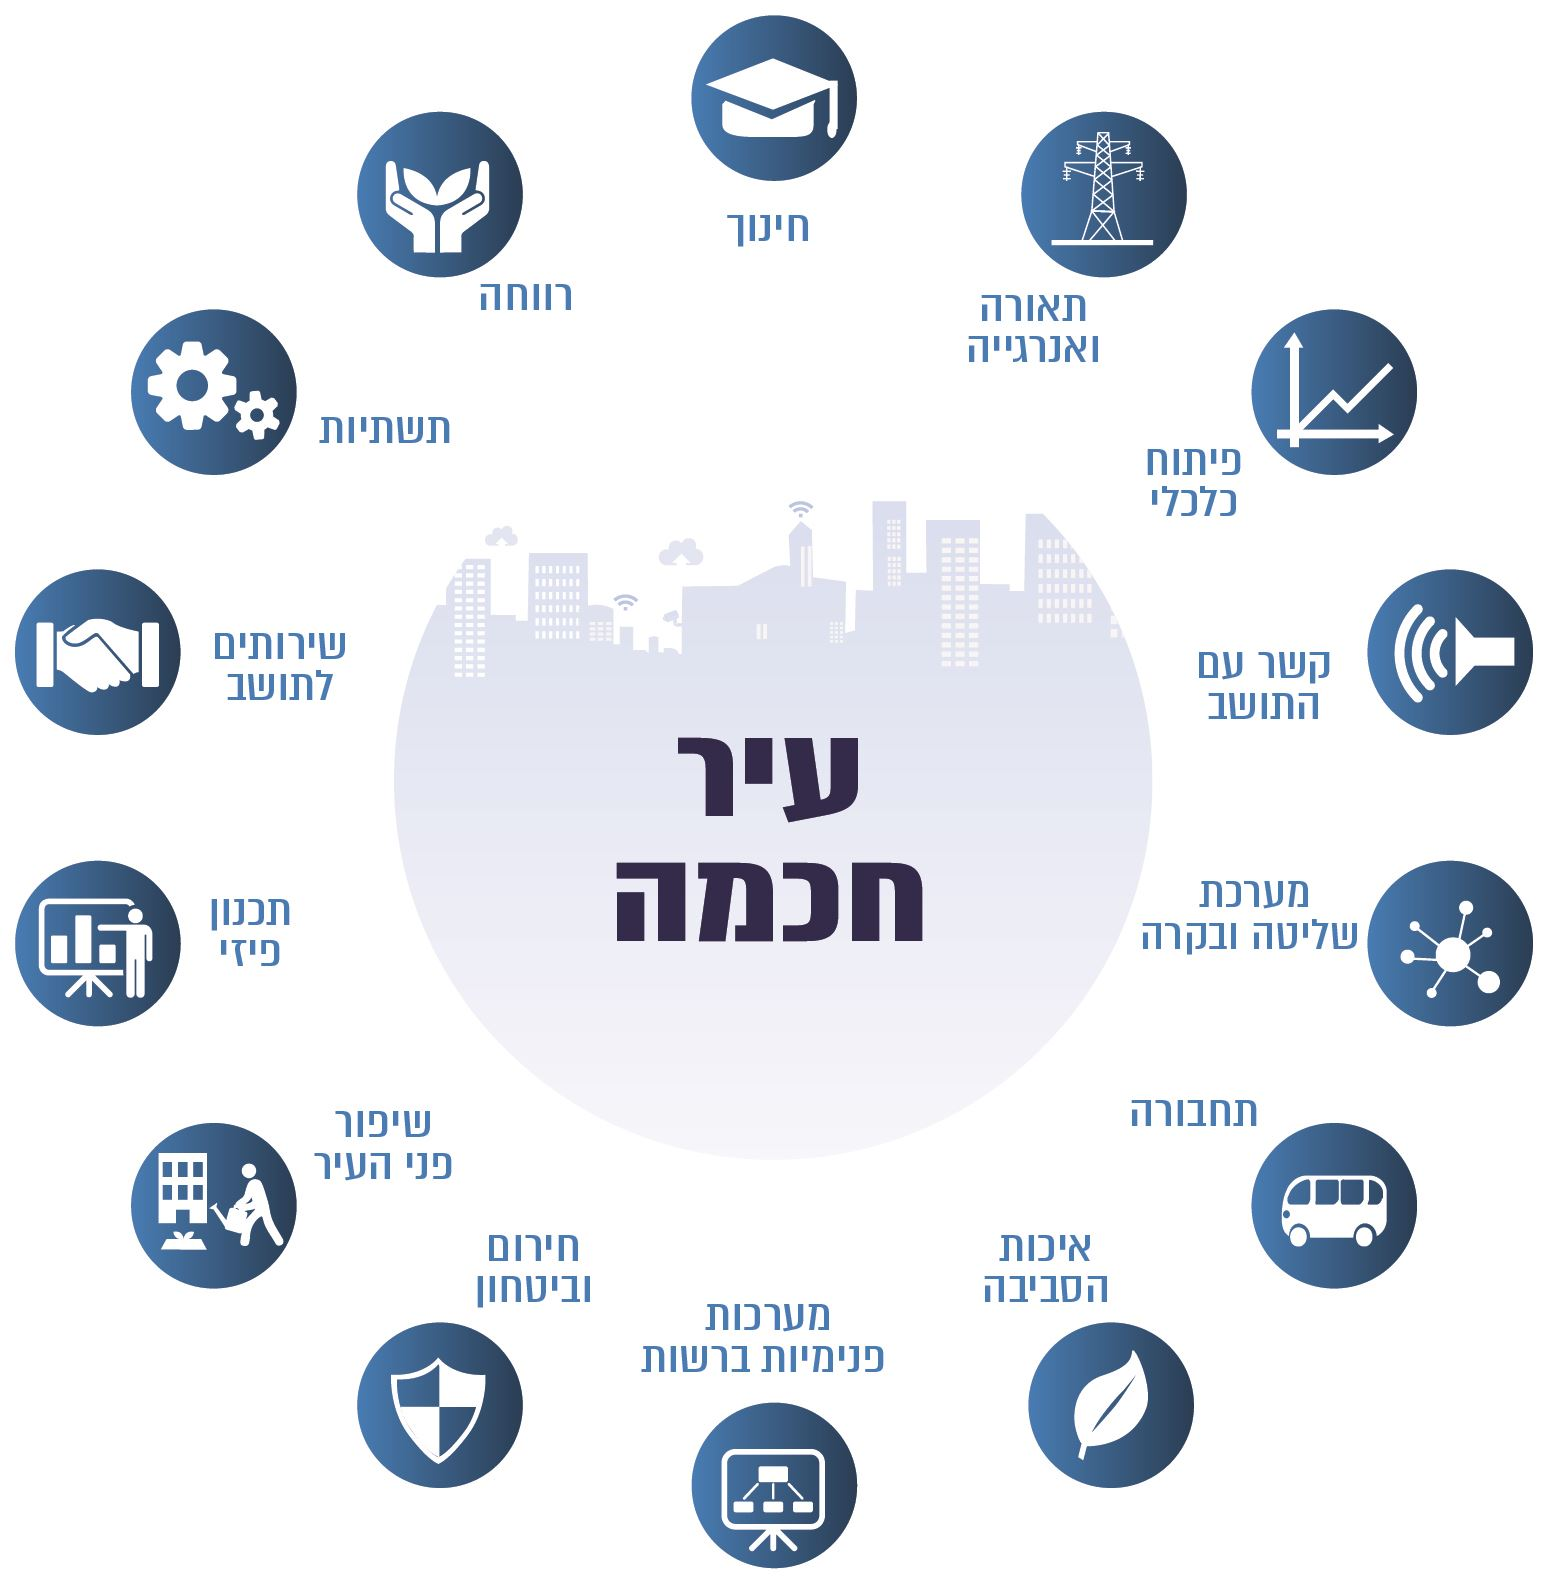 חינוך
תאורה
ואנרגייה
פיתוח
כלכלי
קשר עם
התושב
מערכת
שליטה ובקרה
תחבורה
איכות
הסביבה
מערכות
פנימיות ברשות
חירום
וביטחון
שיפור
פני העיר
תכנון
פיזי
שירותים
לתושב
תשתיות
רווחה
עיר
חכמה